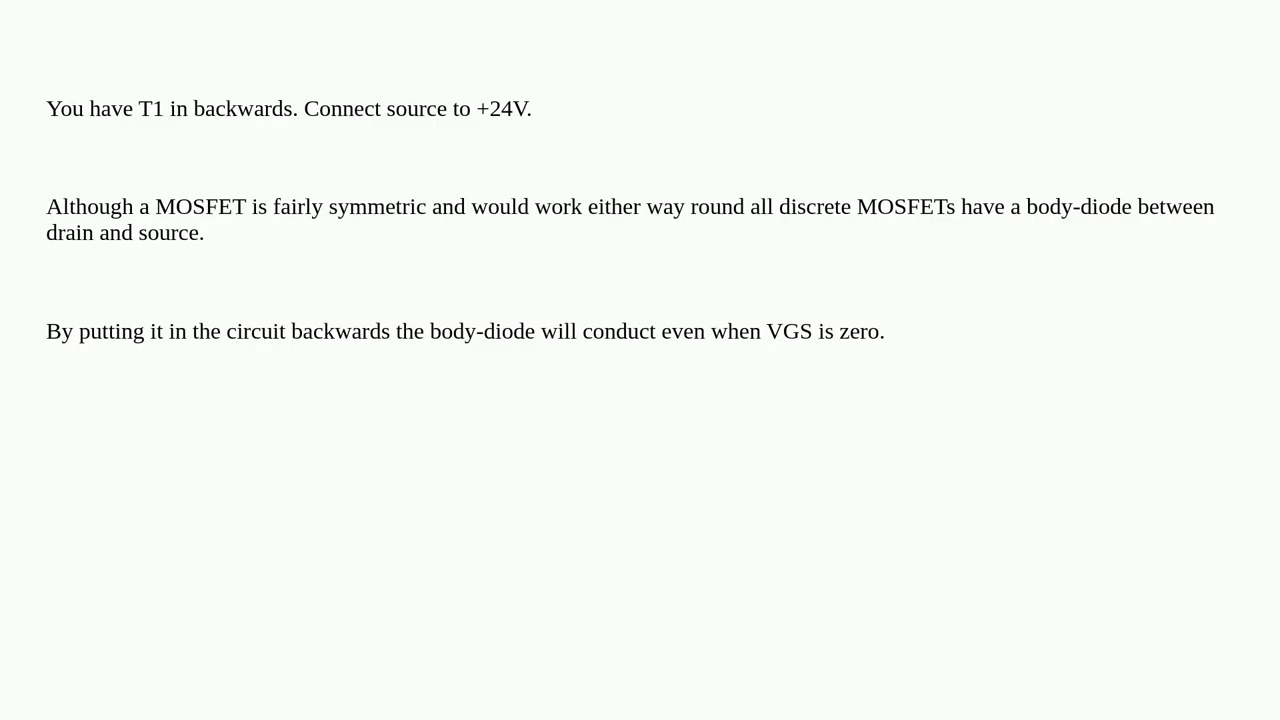 You have T1 in backwards. Connect source to +24V.
Although a MOSFET is fairly symmetric and would work either way round all discrete MOSFETs have a body-diode between
drain and source.
By putting it in the circuit backwards the body-diode will conduct even when VGS is zero.